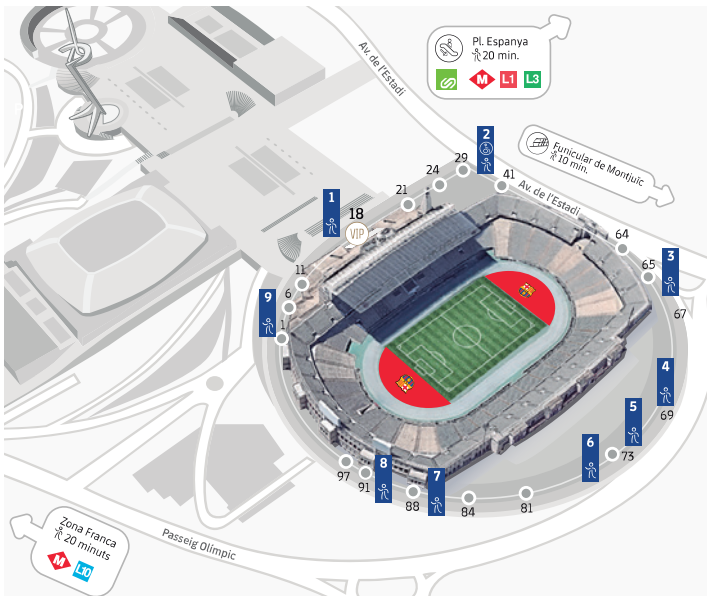 Av. de l'Estadi
Pl. Espanya
20 min.
M L1 L3
Funicular de Montjuïc
10 min.
2
29
24
41
Av. de l'Estadi
21
1
18
VIP
64
3
65
11
67
9
6
1
4
69
5
6
73
97
8
91
7
88
84
81
Zona Franca
20 minuts
M L10
Passeig Olímpic